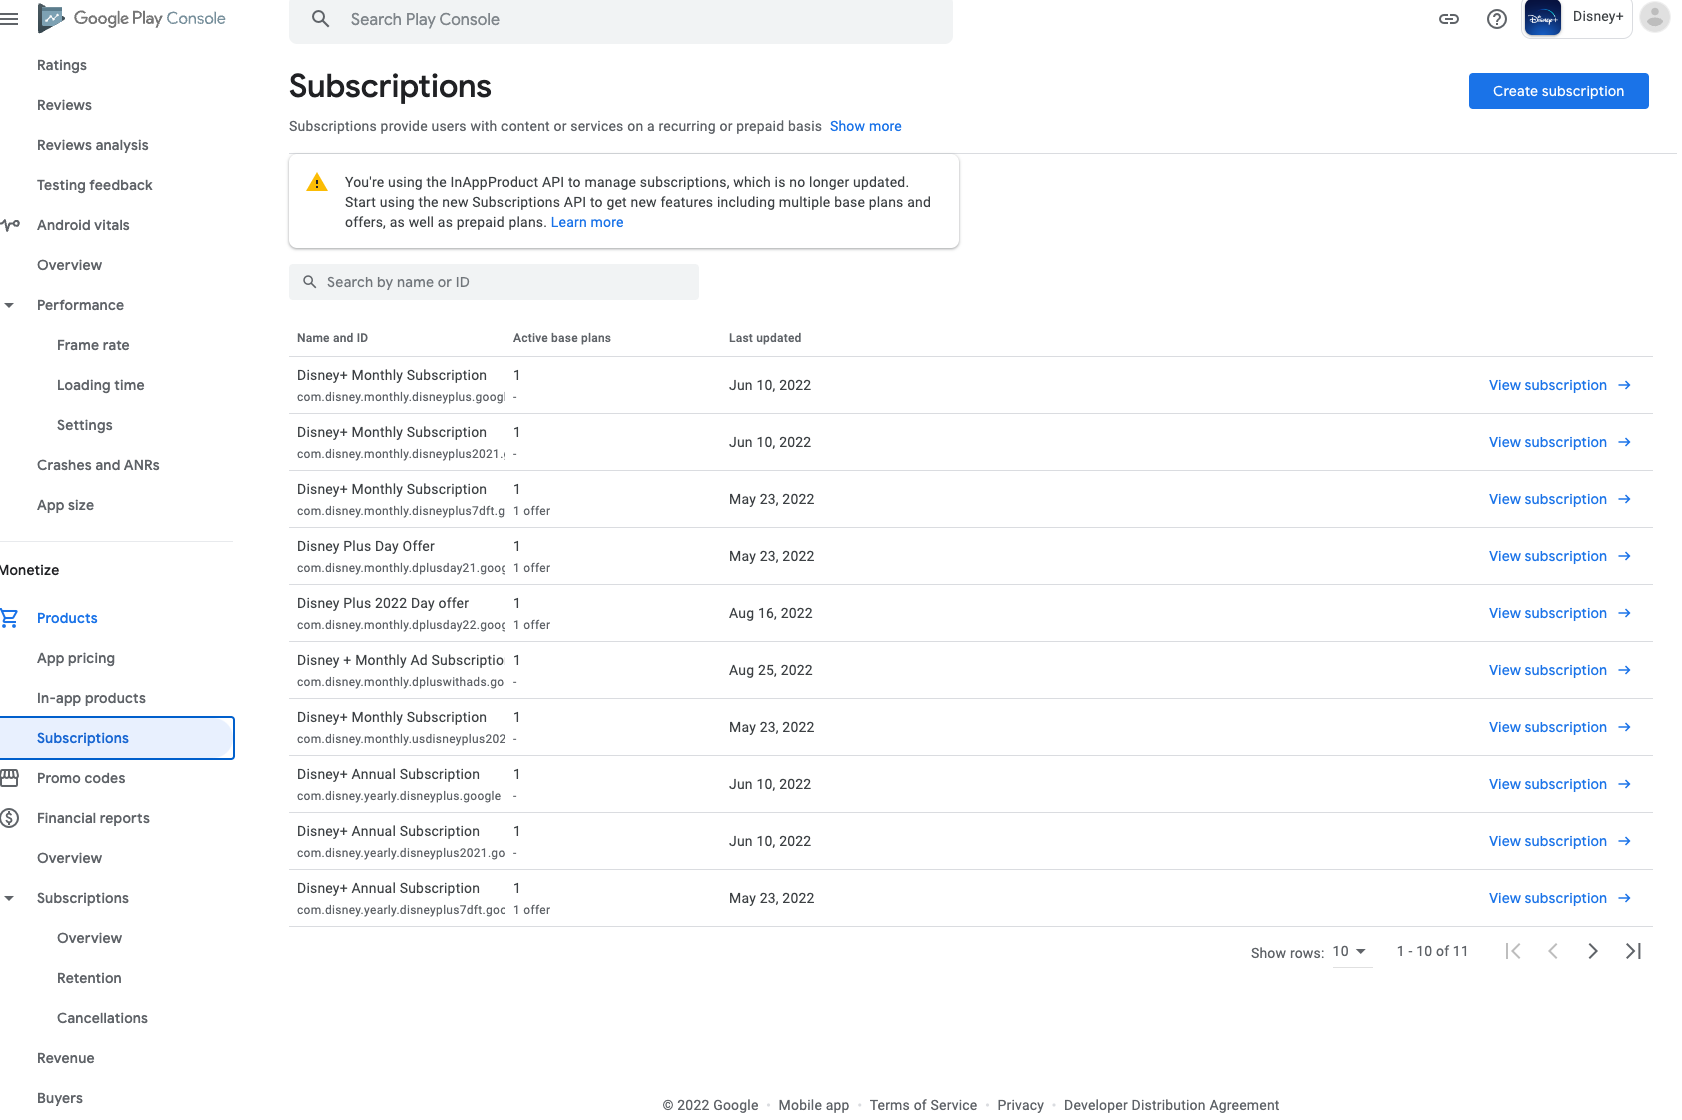 Google Play Console
Search Play Console
Disney+
Disney+
Ratings
Reviews
Reviews analysis
Testing feedback
Android vitals
Overview
Performance
Frame rate
Loading time
Settings
Crashes and ANRs
App size
Monetize
Products
App pricing
In-app products
Subscriptions
Promo codes
Financial reports
Overview
Subscriptions
Overview
Retention
Cancellations
Revenue
Buyers
Subscriptions
Create subscription
Subscriptions provide users with content or services on a recurring or prepaid basis Show more
You're using the InAppProduct API to manage subscriptions, which is no longer updated.
Start using the new Subscriptions API to get new features including multiple base plans and
offers, as well as prepaid plans. Learn more
Search by name or ID
Name and ID Active base plans Last updated
Disney+ Monthly Subscription 1
Jun 10, 2022 View subscription
com.disney.monthly.disneyplus.googl -
Disney+ Monthly Subscription 1
Jun 10, 2022 View subscription
com.disney.monthly.disneyplus2021.g -
Disney+ Monthly Subscription 1
May 23, 2022 View subscription
com.disney.monthly.disneyplus7dft.g 1 offer
Disney Plus Day Offer 1
May 23, 2022 View subscription
com.disney.monthly.dplusday21.goog 1 offer
Disney Plus 2022 Day offer 1
Aug 16, 2022 View subscription
com.disney.monthly.dplusday22.goog 1 offer
Disney + Monthly Ad Subscriptio 1
Aug 25, 2022 View subscription
com.disney.monthly.dpluswithads.go -
Disney+ Monthly Subscription 1
May 23, 2022 View subscription
com.disney.monthly.usdisneyplus202 -
Disney+ Annual Subscription 1
Jun 10, 2022 View subscription
com.disney.yearly.disneyplus.google -
Disney+ Annual Subscription 1
Jun 10, 2022 View subscription
com.disney.yearly.disneyplus2021.go -
Disney+ Annual Subscription 1
May 23, 2022 View subscription
com.disney.yearly.disneyplus7dft.goo 1 offer
Show rows: 10 1 - 10 of 11
© 2022 Google · Mobile app · Terms of Service · Privacy · Developer Distribution Agreement